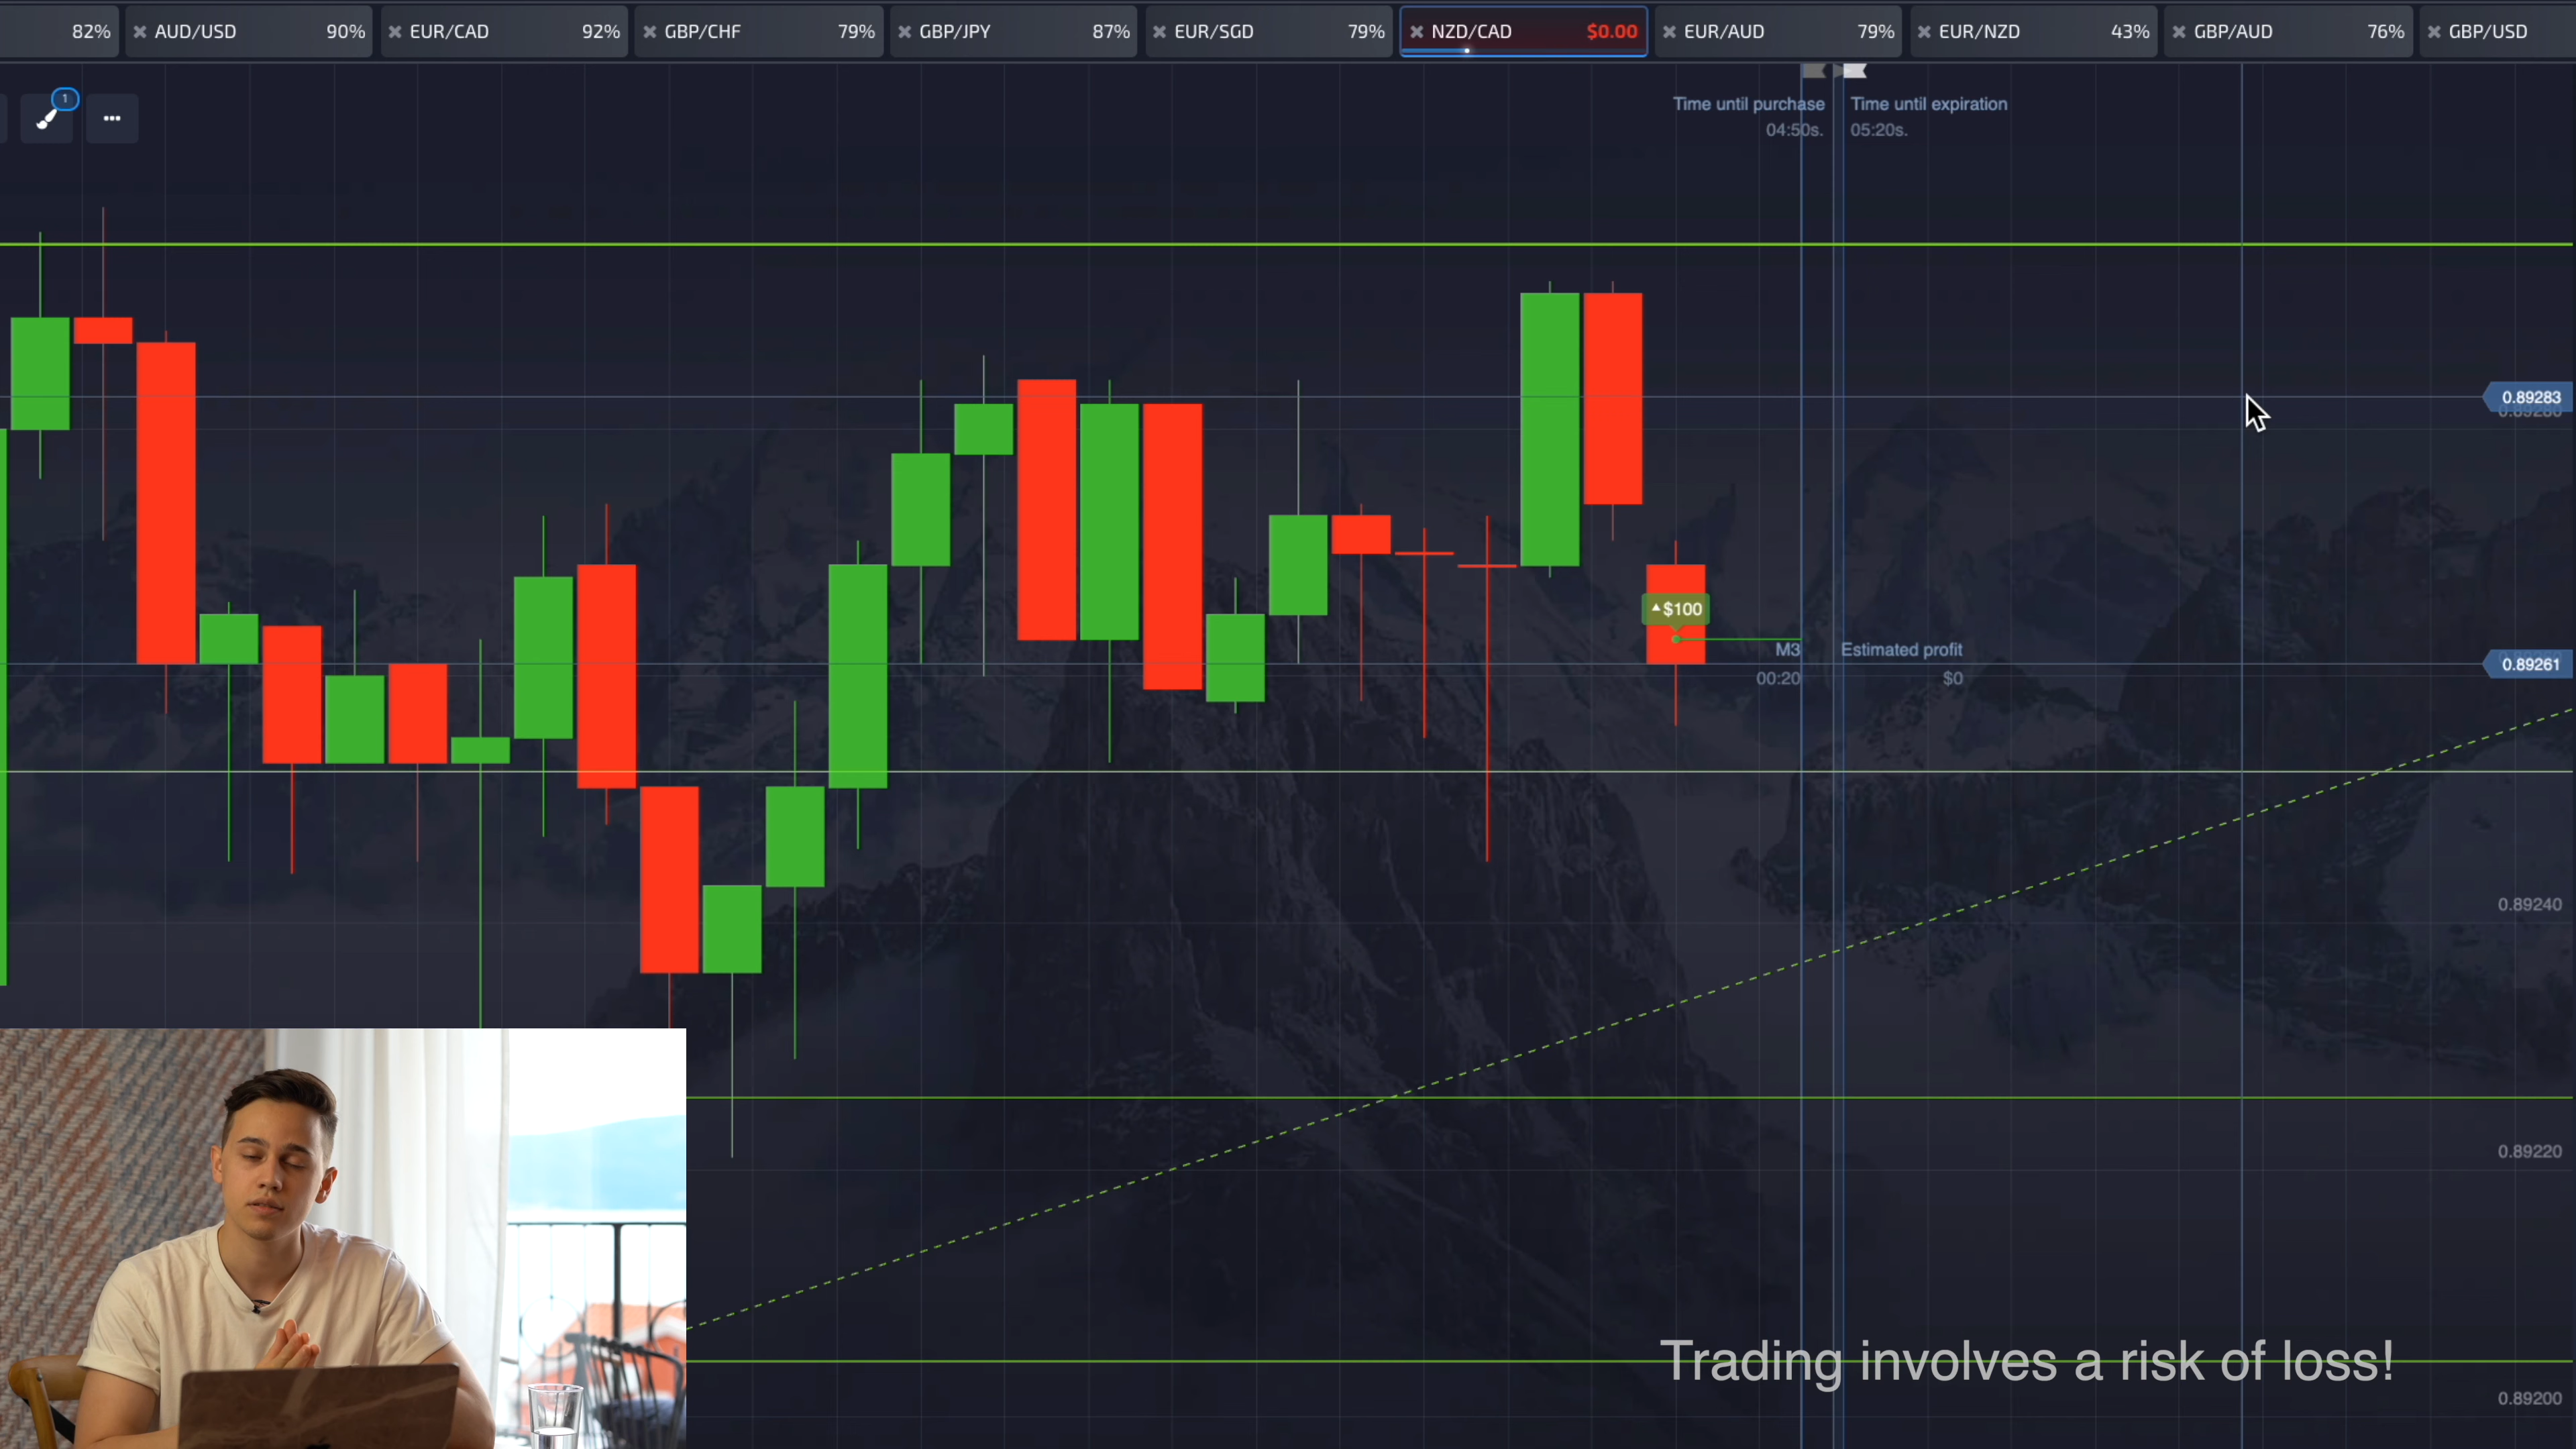 82%
AUD/USD 90%
EUR/CAD 92%
GBP/CHF 79%
GBP/JPY 87%
EUR/SGD 79%
NZD/CAD $0.00
EUR/AUD 79%
EUR/NZD 43%
GBP/AUD 76%
GBP/USD
1
Time until purchase
04:50s.
Time until expiration
05:20s.
0.89283
0.89280
$100
M3
00:20
Estimated profit
$0
0.89261
0.89240
0.89220
0.89200
Trading involves a risk of loss!